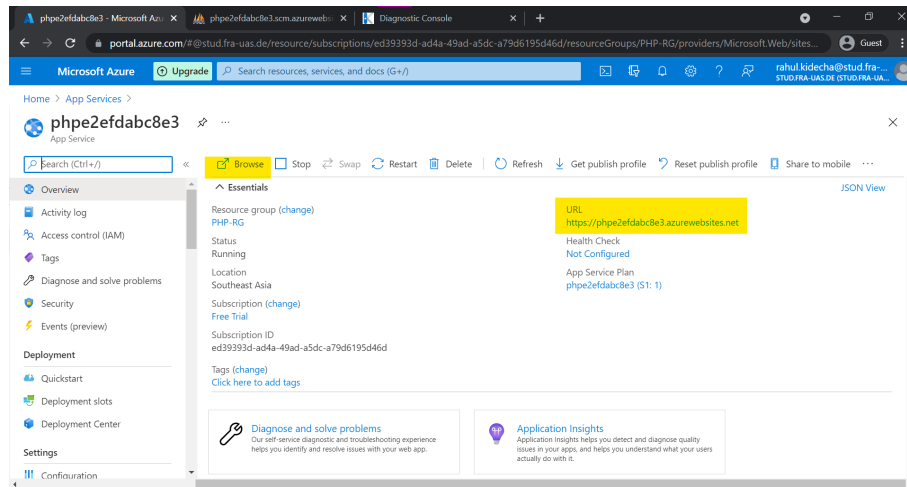 phpe2efdabc8e3 - Microsoft Azu
phpe2efdabc8e3.scm.azurewebsi
Diagnostic Console
portal.azure.com/#@stud.fra-uas.de/resource/subscriptions/ed39393d-ad4a-49ad-a5dc-a79d6195d46d/resourceGroups/PHP-RG/providers/Microsoft.Web/sites...
Guest
Microsoft Azure
Upgrade
Search resources, services, and docs (G+/)
rahul.kidecha@stud.fra-...
STUD.FRA-UAS.DE (STUD.FRA-UA...
Home > App Services >
phpe2efdabc8e3
App Service
Search (Ctrl+/)
Browse
Stop
Swap
Restart
Delete
Refresh
Get publish profile
Reset publish profile
Share to mobile
Overview
Activity log
Access control (IAM)
Tags
Diagnose and solve problems
Security
Events (preview)
Deployment
Quickstart
Deployment slots
Deployment Center
Settings
Configuration
Essentials
JSON View
Resource group (change)
PHP-RG
Status
Running
Location
Southeast Asia
Subscription (change)
Free Trial
Subscription ID
ed39393d-ad4a-49ad-a5dc-a79d6195d46d
Tags (change)
Click here to add tags
URL
https://phpe2efdabc8e3.azurewebsites.net
Health Check
Not Configured
App Service Plan
phpe2efdabc8e3 (S1: 1)
Diagnose and solve problems
Our self-service diagnostic and troubleshooting experience
helps you identify and resolve issues with your web app.
Application Insights
Application Insights helps you detect and diagnose quality
issues in your apps, and helps you understand what your users
actually do with it.